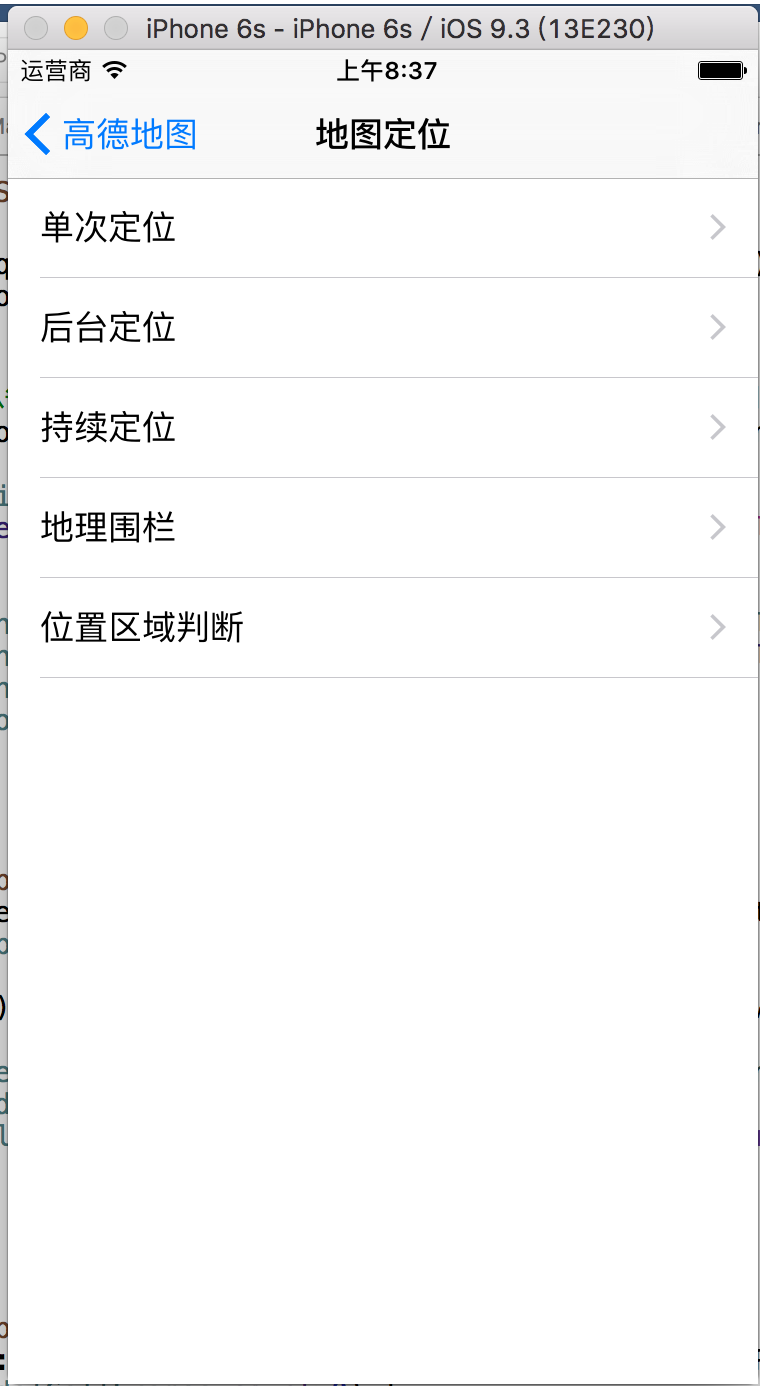 iPhone 6s - iPhone 6s / iOS 9.3 (13E230)
运营商 上午8:37
高德地图 地图定位
单次定位
后台定位
持续定位
地理围栏
位置区域判断